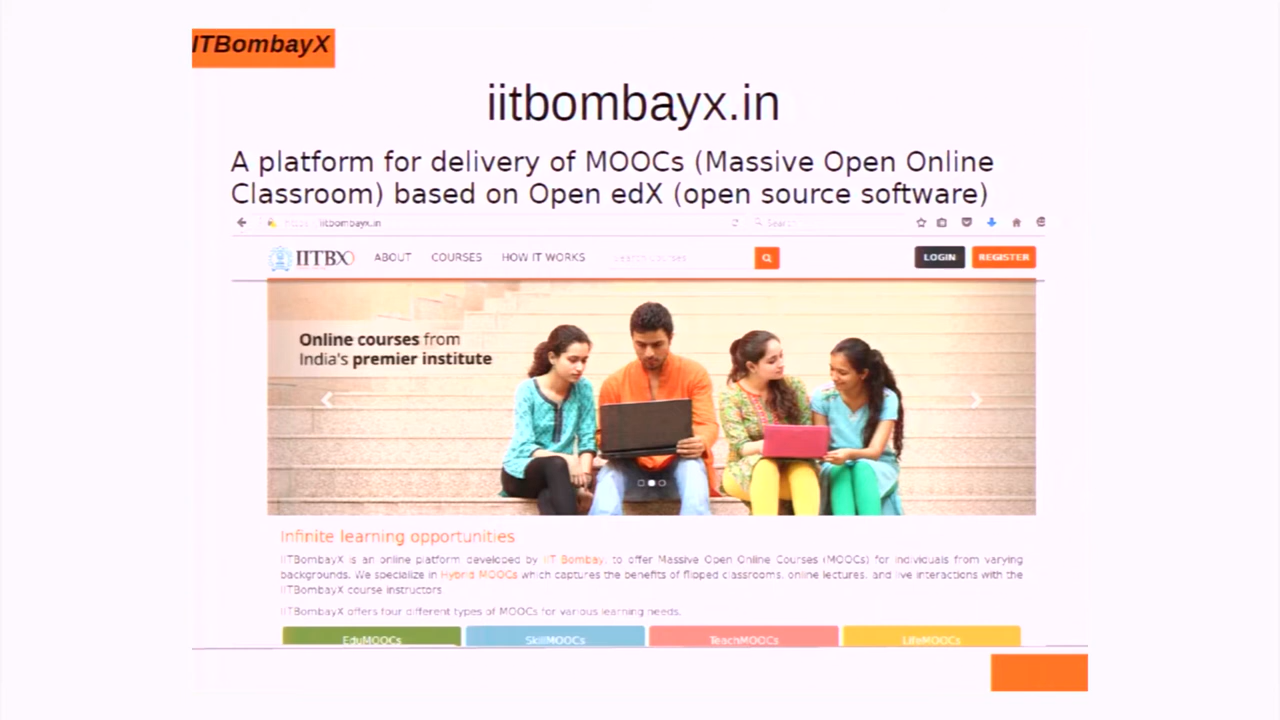 ITBombayX
iitbombayx.in
A platform for delivery of MOOCs (Massive Open Online
Classroom) based on Open edX (open source software)
iitbombayx.in
Search
IITBX
ABOUT
COURSES
HOW IT WORKS
Search Courses
LOGIN
REGISTER
Online courses from
India's premier institute
Infinite learning opportunities
IITBombayX is an online platform developed by IIT Bombay, to offer Massive Open Online Courses (MOOCs) for individuals from varying
backgrounds. We specialize in Hybrid MOOCs which captures the benefits of flipped classrooms, online lectures, and live interactions with the
IITBombayX course instructors.
IITBombayX offers four different types of MOOCs for various learning needs.
EduMOOCs
SkillMOOCs
TeachMOOCs
LifeMOOCs